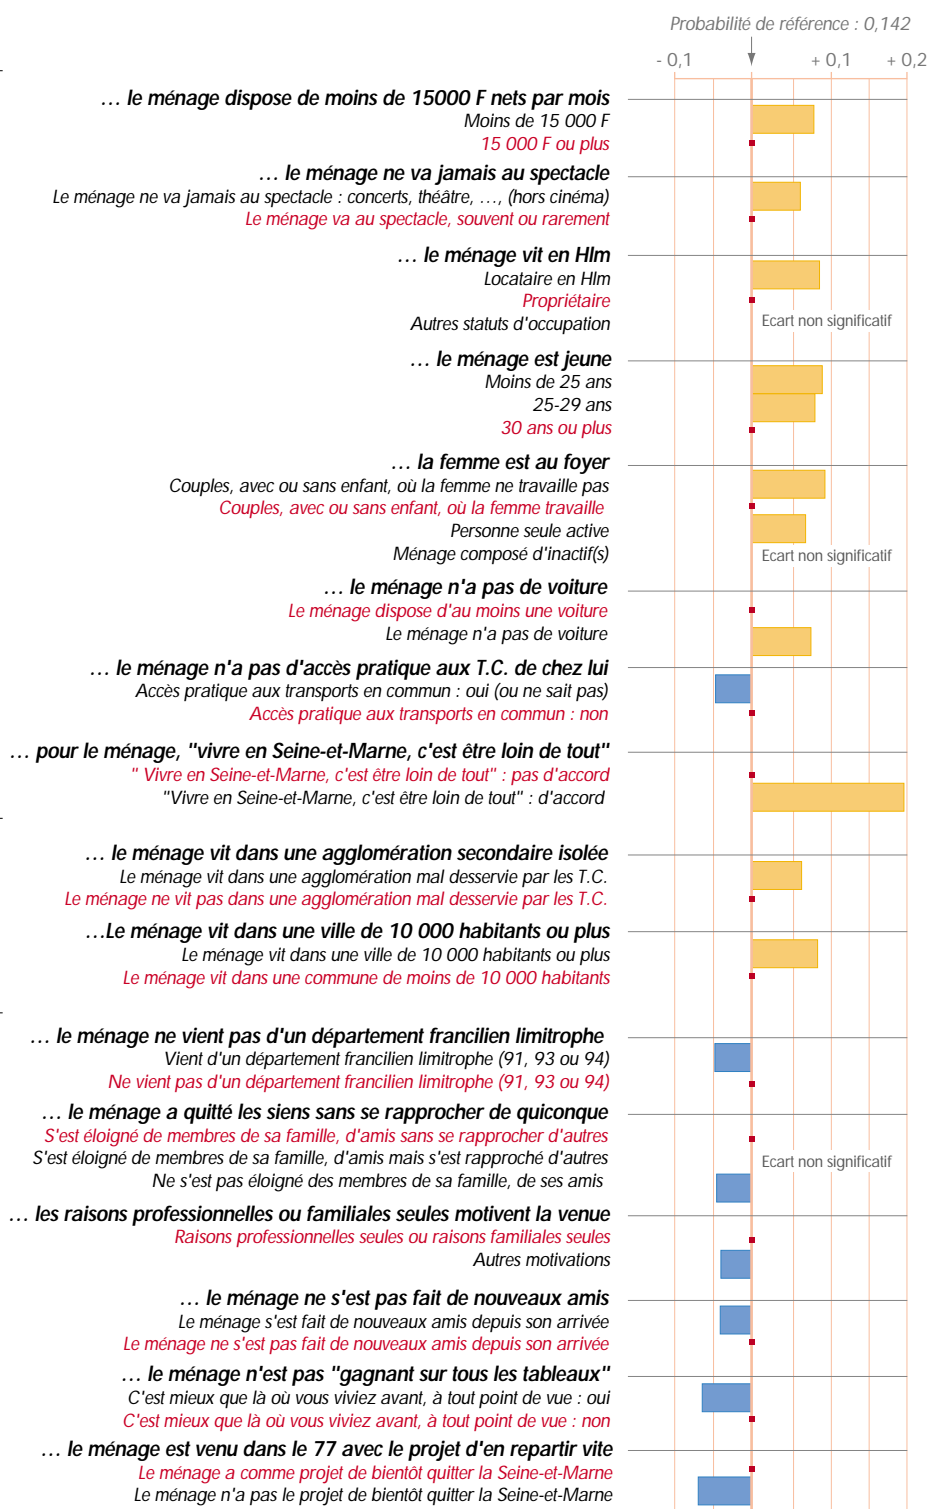 Probabilité de référence : 0,142
- 0,1 + 0,1 + 0,2
… le ménage dispose de moins de 15000 F nets par mois
Moins de 15 000 F
15 000 F ou plus
… le ménage ne va jamais au spectacle
Le ménage ne va jamais au spectacle : concerts, théâtre, …, (hors cinéma)
Le ménage va au spectacle, souvent ou rarement
… le ménage vit en Hlm
Locataire en Hlm
Propriétaire
Autres statuts d'occupation Ecart non significatif
… le ménage est jeune
Moins de 25 ans
25-29 ans
30 ans ou plus
… la femme est au foyer
Couples, avec ou sans enfant, où la femme ne travaille pas
Couples, avec ou sans enfant, où la femme travaille
Personne seule active
Ménage composé d'inactif(s) Ecart non significatif
… le ménage n'a pas de voiture
Le ménage dispose d'au moins une voiture
Le ménage n'a pas de voiture
… le ménage n'a pas d'accès pratique aux T.C. de chez lui
Accès pratique aux transports en commun : oui (ou ne sait pas)
Accès pratique aux transports en commun : non
… pour le ménage, "vivre en Seine-et-Marne, c'est être loin de tout"
" Vivre en Seine-et-Marne, c'est être loin de tout" : pas d'accord
"Vivre en Seine-et-Marne, c'est être loin de tout" : d'accord
… le ménage vit dans une agglomération secondaire isolée
Le ménage vit dans une agglomération mal desservie par les T.C.
Le ménage ne vit pas dans une agglomération mal desservie par les T.C.
…Le ménage vit dans une ville de 10 000 habitants ou plus
Le ménage vit dans une ville de 10 000 habitants ou plus
Le ménage vit dans une commune de moins de 10 000 habitants
… le ménage ne vient pas d'un département francilien limitrophe
Vient d'un département francilien limitrophe (91, 93 ou 94)
Ne vient pas d'un département francilien limitrophe (91, 93 ou 94)
… le ménage a quitté les siens sans se rapprocher de quiconque
S'est éloigné de membres de sa famille, d'amis sans se rapprocher d'autres
S'est éloigné de membres de sa famille, d'amis mais s'est rapproché d'autres Ecart non significatif
Ne s'est pas éloigné des membres de sa famille, de ses amis
… les raisons professionnelles ou familiales seules motivent la venue
Raisons professionnelles seules ou raisons familiales seules
Autres motivations
… le ménage ne s'est pas fait de nouveaux amis
Le ménage s'est fait de nouveaux amis depuis son arrivée
Le ménage ne s'est pas fait de nouveaux amis depuis son arrivée
… le ménage n'est pas "gagnant sur tous les tableaux"
C'est mieux que là où vous viviez avant, à tout point de vue : oui
C'est mieux que là où vous viviez avant, à tout point de vue : non
… le ménage est venu dans le 77 avec le projet d'en repartir vite
Le ménage a comme projet de bientôt quitter la Seine-et-Marne
Le ménage n'a pas le projet de bientôt quitter la Seine-et-Marne